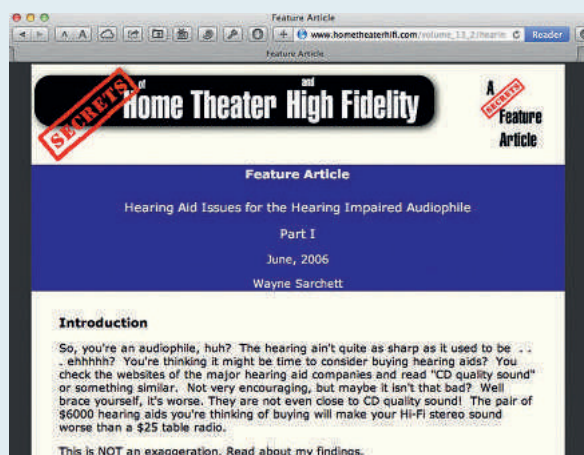 Feature Article
www.hometheaterhifi.com/volume_13_2/hearin
Reader
Feature Article
SECRETS of Home Theater and High Fidelity
A
SECRETS
Feature
Article
Feature Article
Hearing Aid Issues for the Hearing Impaired Audiophile
Part I
June, 2006
Wayne Sarchett
Introduction
So, you're an audiophile, huh? The hearing ain't quite as sharp as it used to be . .
. ehhhhh? You're thinking it might be time to consider buying hearing aids? You
check the websites of the major hearing aid companies and read "CD quality sound"
or something similar. Not very encouraging, but maybe it isn't that bad? Well
brace yourself, it's worse. They are not even close to CD quality sound! The pair of
$6000 hearing aids you're thinking of buying will make your Hi-Fi stereo sound
worse than a $25 table radio.
This is NOT an exaggeration. Read about my findings.